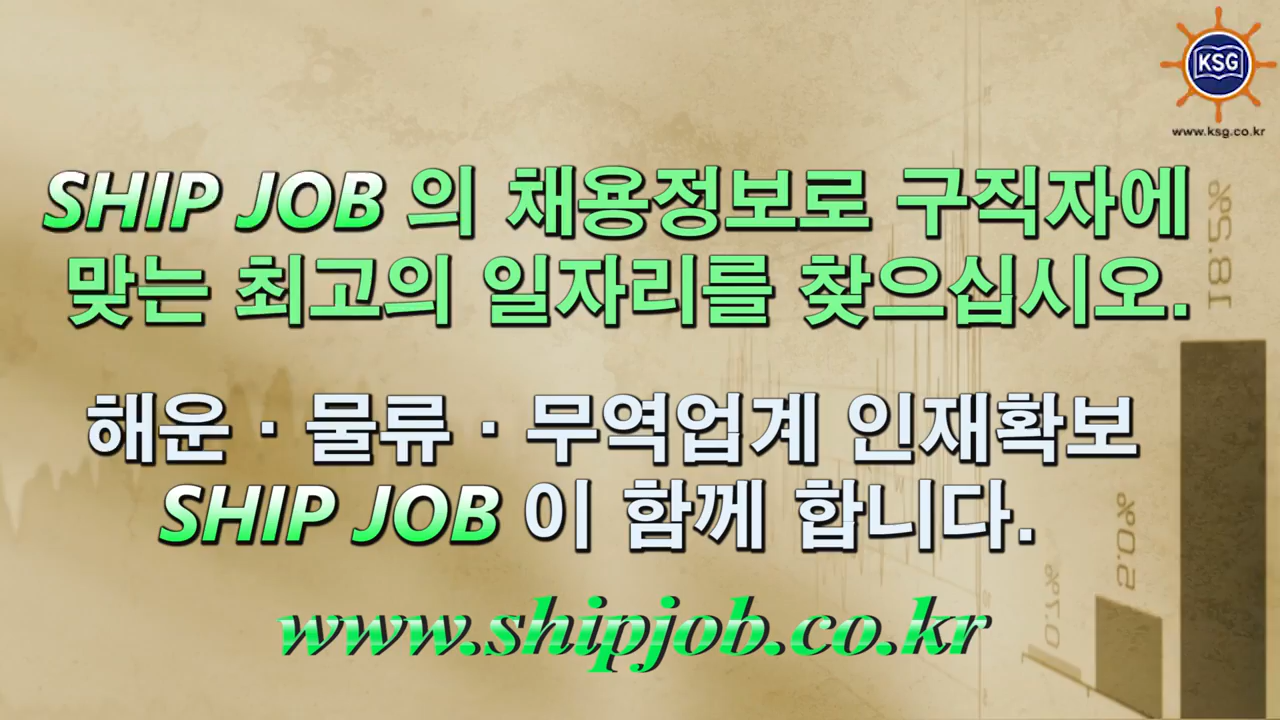 KSG
www.ksg.co.kr
SHIP JOB 의 채용정보로 구직자에
맞는 최고의 일자리를 찾으십시오.
해운 · 물류 · 무역업계 인재확보
SHIP JOB 이 함께 합니다.
www.shipjob.co.kr
18.2%
5.0%
0.7%